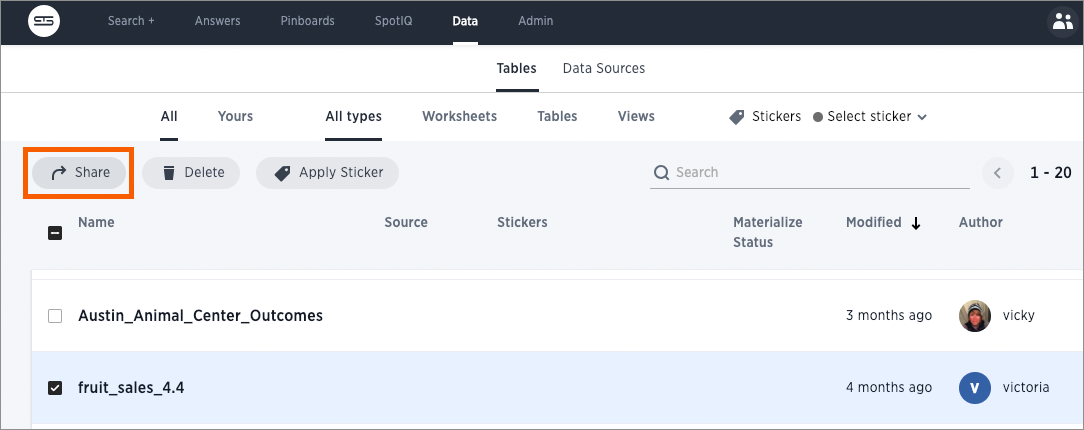 Search + Answers Pinboards SpotIQ Data Admin
Tables Data Sources
All Yours All types Worksheets Tables Views Stickers Select sticker
Share Delete Apply Sticker Search 1 - 20
Name Source Stickers Materialize Status Modified Author
Austin_Animal_Center_Outcomes 3 months ago vicky
fruit_sales_4.4 4 months ago V victoria